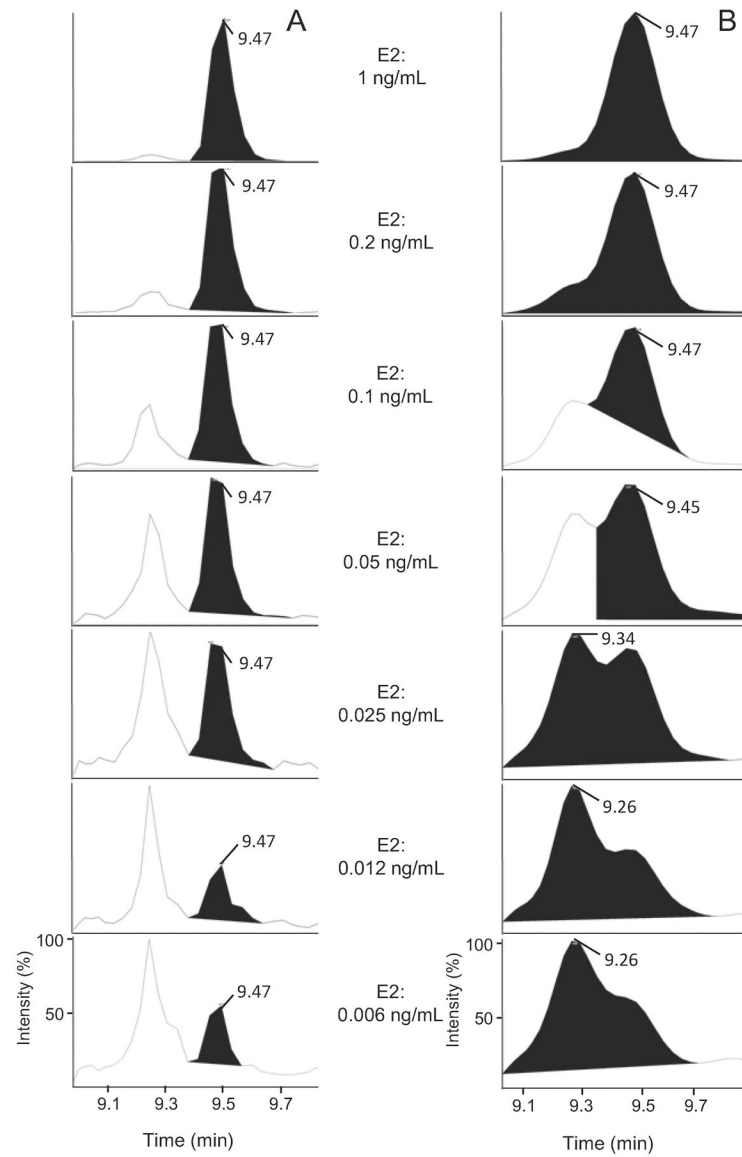 A
B
9.47
E2:
1 ng/mL
9.47
9.47
E2:
0.2 ng/mL
9.47
9.47
E2:
0.1 ng/mL
9.47
9.47
E2:
0.05 ng/mL
9.45
9.47
E2:
0.025 ng/mL
9.34
9.47
E2:
0.012 ng/mL
9.26
100
50
Intensity (%)
9.47
E2:
0.006 ng/mL
100
50
Intensity (%)
9.26
9.1 9.3 9.5 9.7
Time (min)
9.1 9.3 9.5 9.7
Time (min)